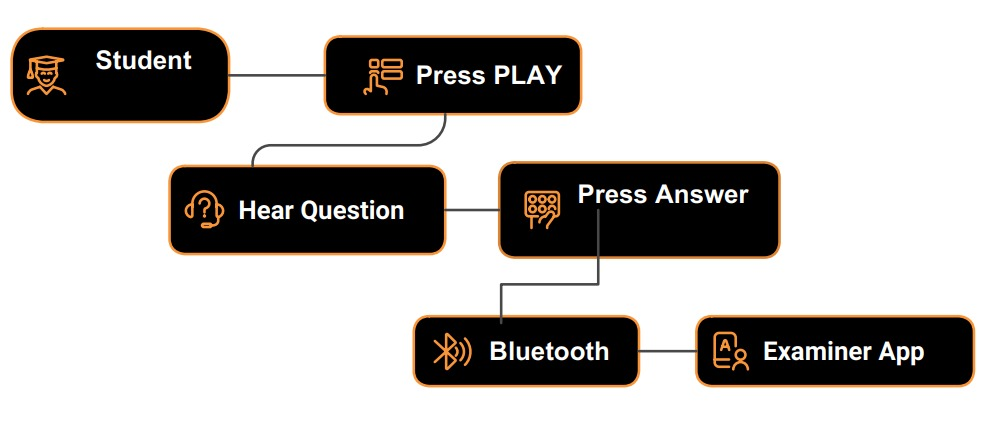 Student
Press PLAY
Hear Question
Press Answer
Bluetooth
Examiner App